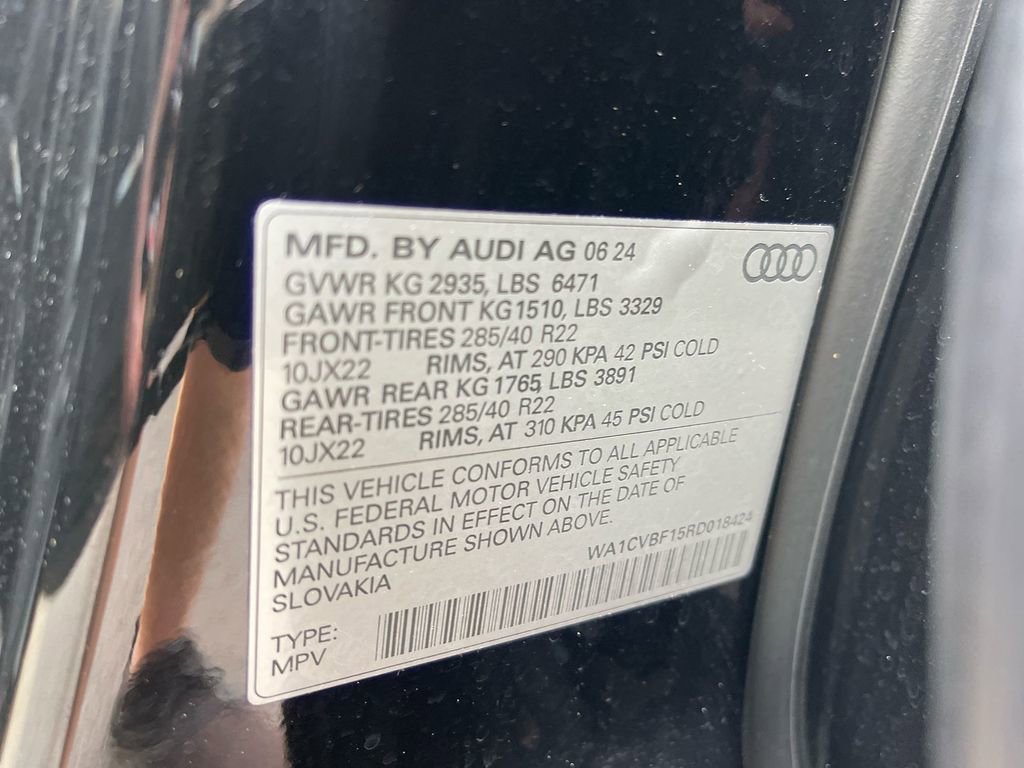 MFD. BY AUDI AG 06 24
GVWR KG 2935, LBS 6471
GAWR FRONT KG1510, LBS 3329
FRONT-TIRES 285/40 R22
10JX22 RIMS, AT 290 KPA 42 PSI COLD
GAWR REAR KG 1765, LBS 3891
REAR-TIRES 285/40 R22
10JX22 RIMS, AT 310 KPA 45 PSI COLD
THIS VEHICLE CONFORMS TO ALL APPLICABLE
U.S. FEDERAL MOTOR VEHICLE SAFETY
STANDARDS IN EFFECT ON THE DATE OF
MANUFACTURE SHOWN ABOVE.
SLOVAKIA
WA1CVBF15RD018424
TYPE:
MPV